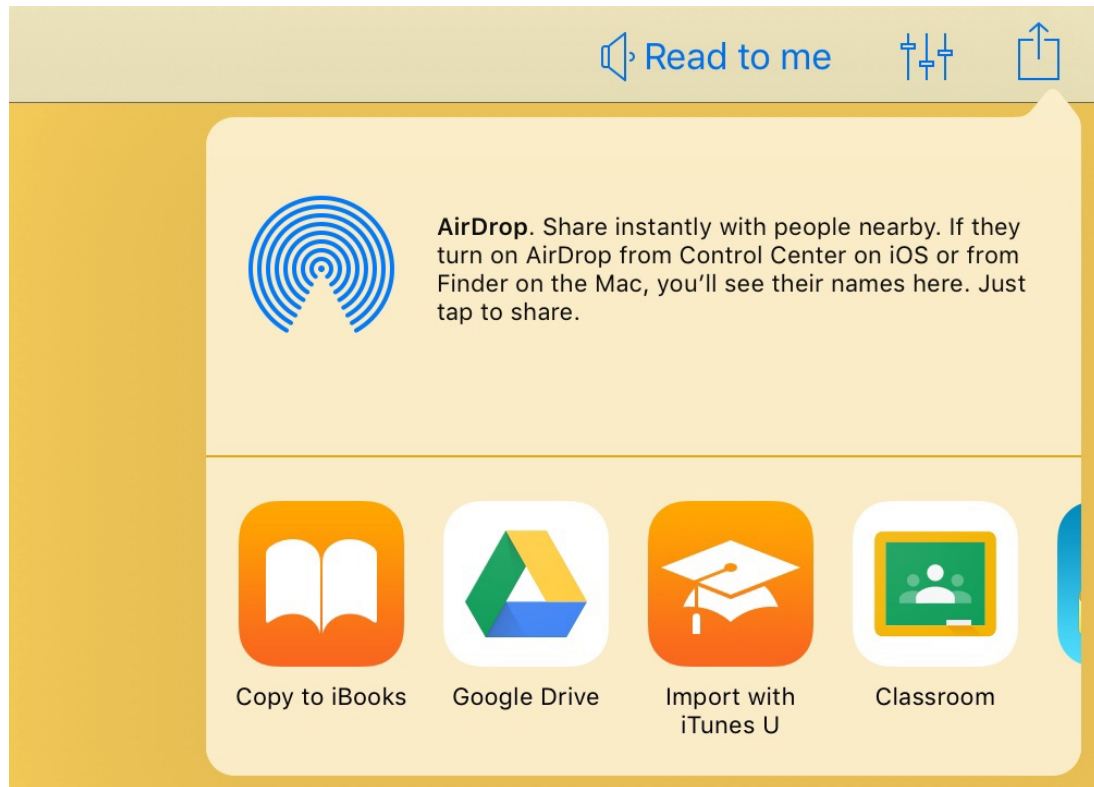 Read to me
AirDrop. Share instantly with people nearby. If they
turn on AirDrop from Control Center on iOS or from
Finder on the Mac, you’ll see their names here. Just
tap to share.
Copy to iBooks
Google Drive
Import with
iTunes U
Classroom